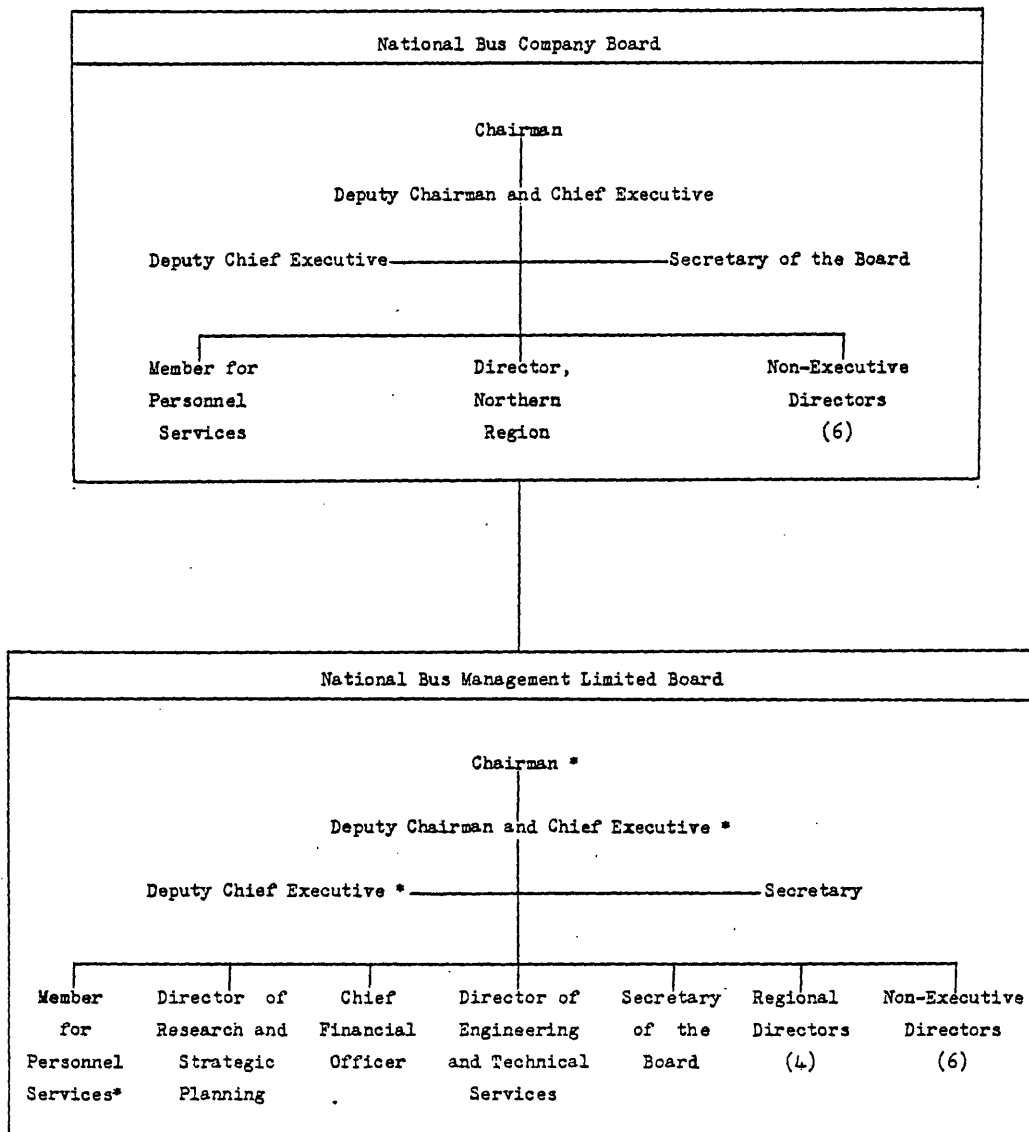 National Bus Company Board
Chairman
Deputy Chairman and Chief Executive
Deputy Chief Executive
Secretary of the Board
Member for
Personnel
Services
Director,
Northern
Region
Non-Executive
Directors
(6)
National Bus Management Limited Board
Chairman *
Deputy Chairman and Chief Executive *
Deputy Chief Executive *
Secretary
Member
for
Personnel
Services*
Director of
Research and
Strategic
Planning
Chief
Financial
Officer
Director of
Engineering
and Technical
Services
Secretary
of the
Board
Regional
Directors
(4)
Non-Executive
Directors
(6)